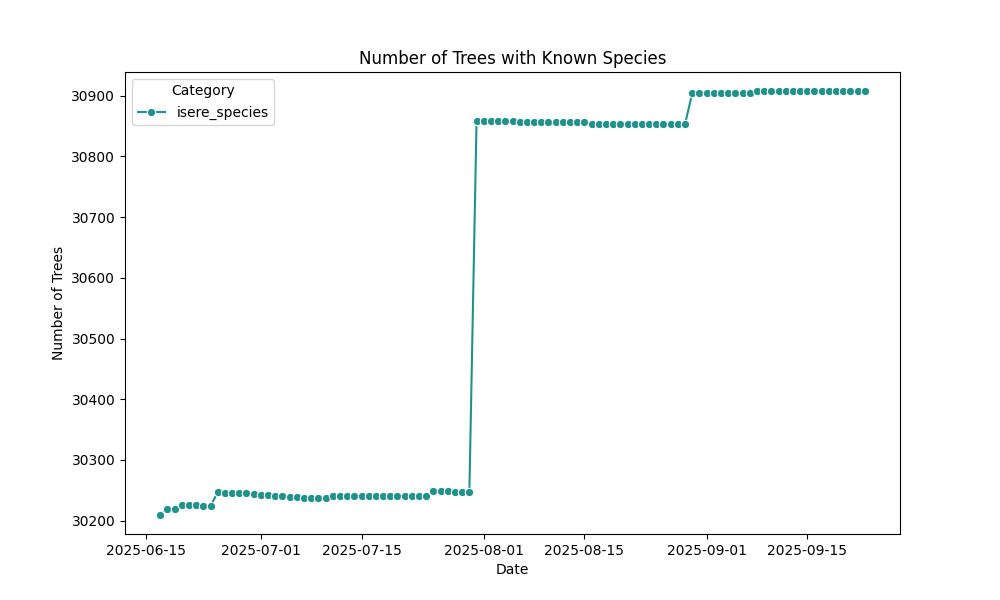 Number of Trees with Known Species
Category
isere_species
Number of Trees
30900
30800
30700
30600
30500
30400
30300
30200
2025-06-15 2025-07-01 2025-07-15 2025-08-01 2025-08-15 2025-09-01 2025-09-15
Date